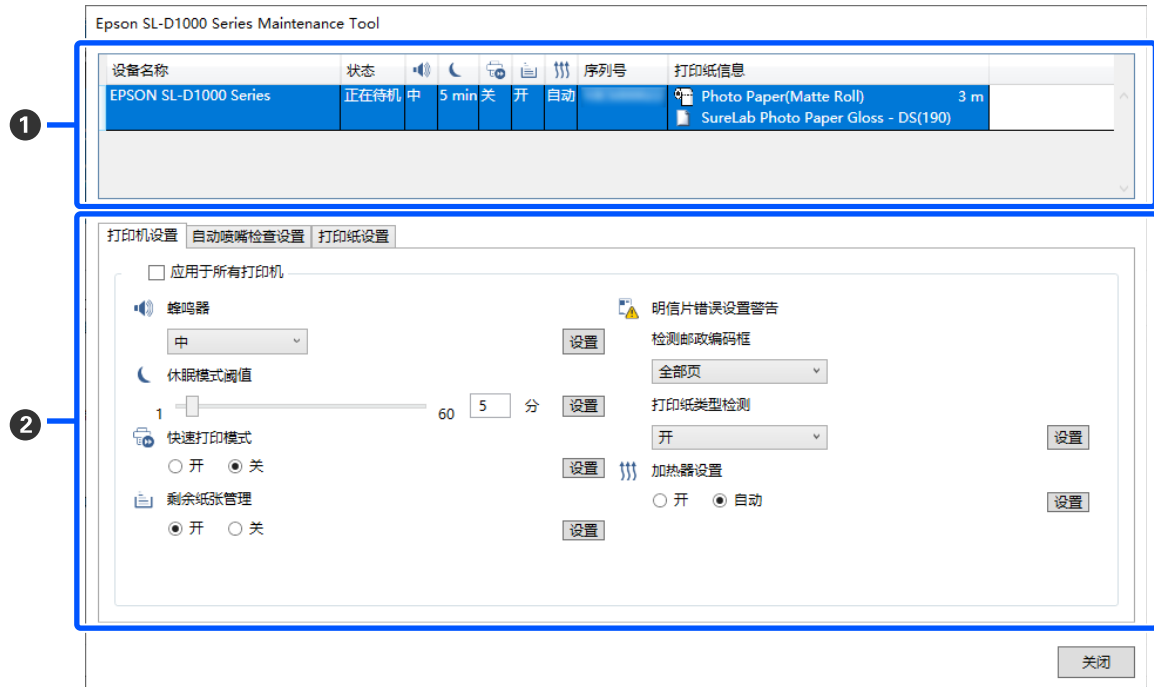 Epson SL-D1000 Series Maintenance Tool
设备名称 状态 序列号 打印纸信息
EPSON SL-D1000 Series 正在待机 中 5 min 关 开 自动 Photo Paper(Matte Roll) 3 m
SureLab Photo Paper Gloss - DS(190)
1
打印机设置 自动喷嘴检查设置 打印纸设置
应用于所有打印机
蜂鸣器 明信片错误设置警告
中 设置 检测邮政编码框
休眠模式阈值 全部页
1 60 5 分 设置 打印纸类型检测
2
快速打印模式 开 设置
开 关 设置 加热器设置
剩余纸张管理 开 自动 设置
开 关 设置
关闭